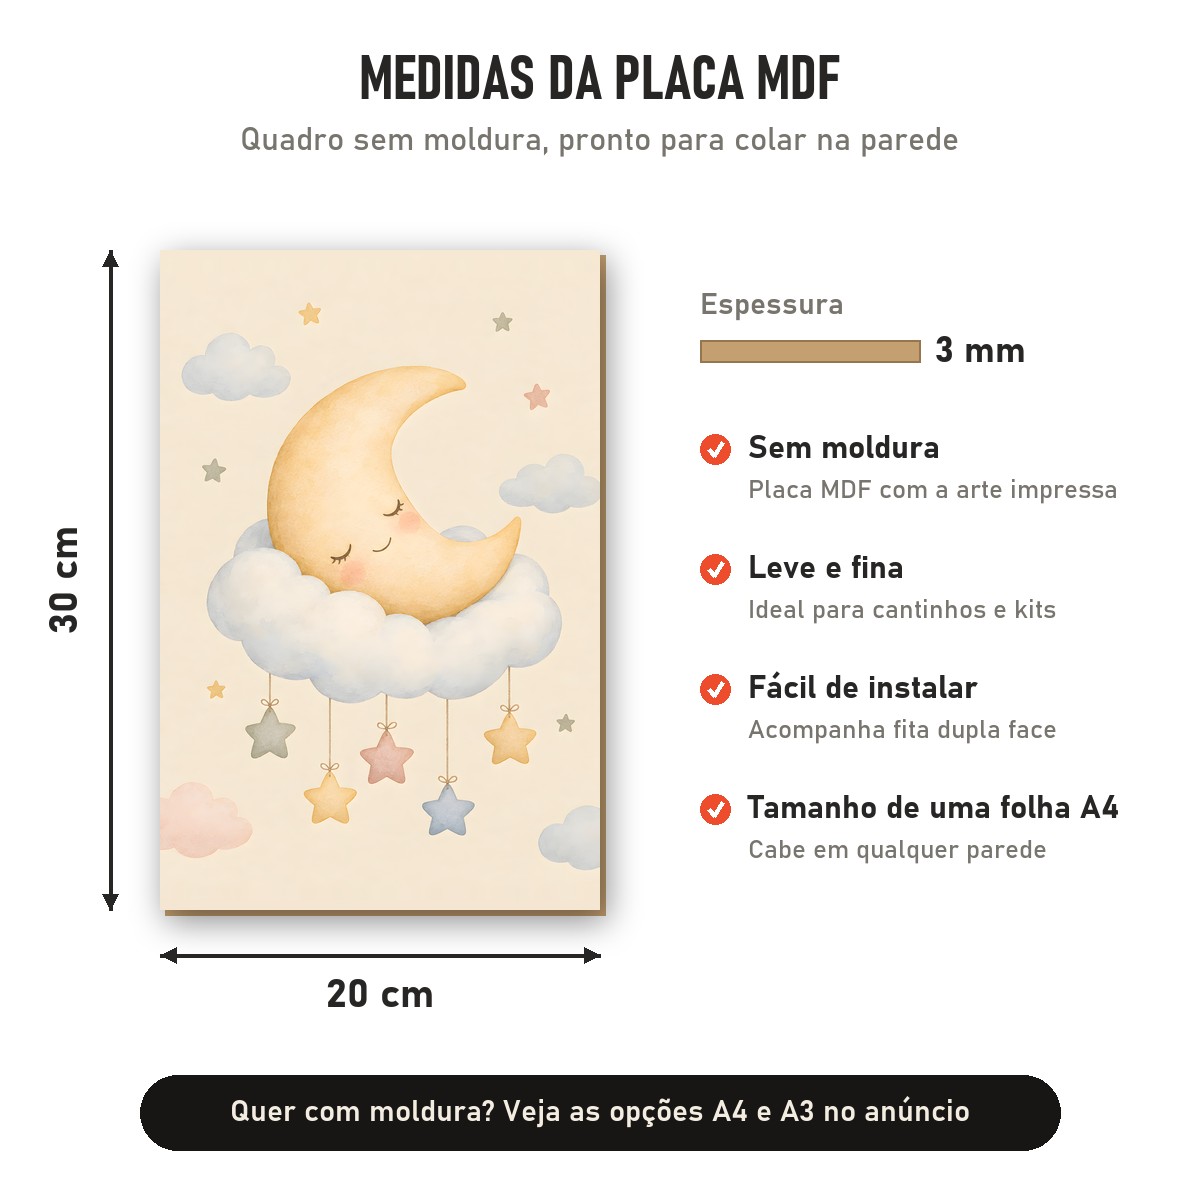 MEDIDAS DA PLACA MDF
Quadro sem moldura, pronto para colar na parede
Espessura
3 mm
Sem moldura
Placa MDF com a arte impressa
Leve e fina
Ideal para cantinhos e kits
30 cm
Fácil de instalar
Acompanha fita dupla face
Tamanho de uma folha A4
Cabe em qualquer parede
20 cm
Quer com moldura? Veja as opções A4 e A3 no anúncio